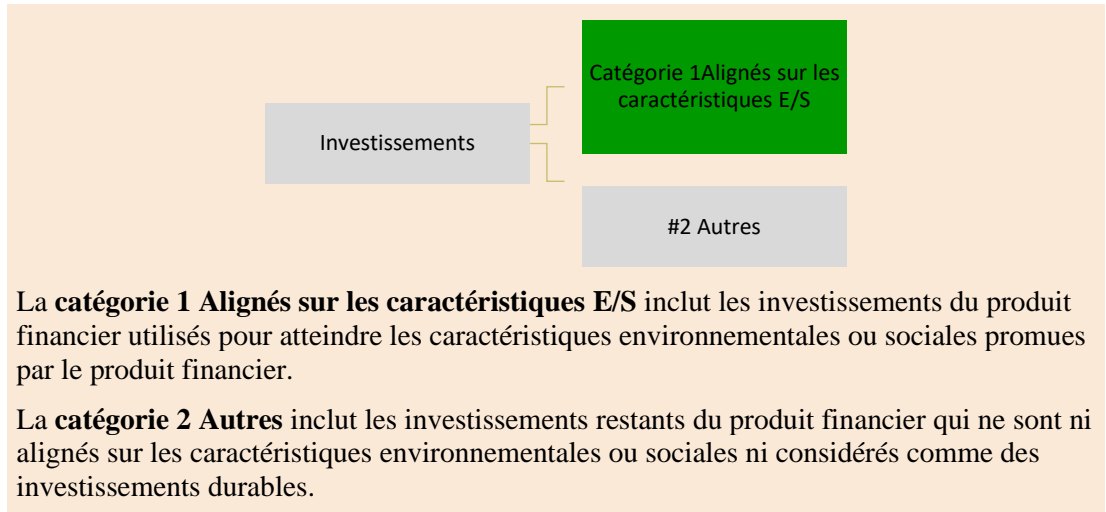 Catégorie 1Alignés sur les
caractéristiques E/S
Investissements
#2 Autres
La catégorie 1 Alignés sur les caractéristiques E/S inclut les investissements du produit
financier utilisés pour atteindre les caractéristiques environnementales ou sociales promues
par le produit financier.
La catégorie 2 Autres inclut les investissements restants du produit financier qui ne sont ni
alignés sur les caractéristiques environnementales ou sociales ni considérés comme des
investissements durables.